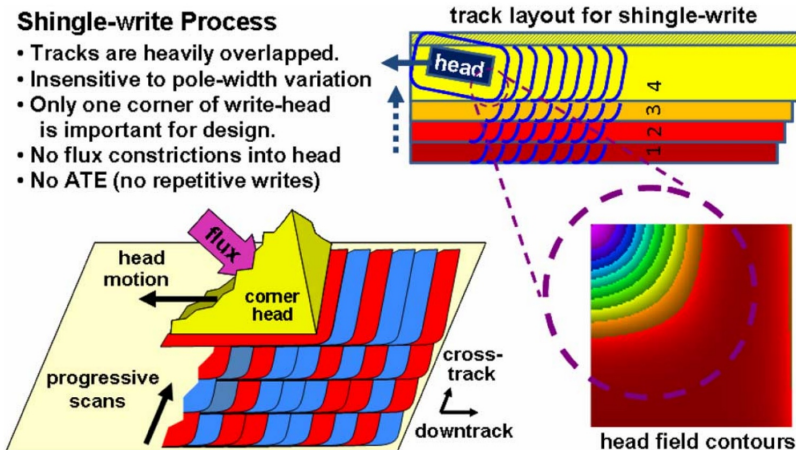 Shingle-write Process
• Tracks are heavily overlapped.
• Insensitive to pole-width variation
• Only one corner of write-head
is important for design.
• No flux constrictions into head
• No ATE (no repetitive writes)
track layout for shingle-write
head
4
3
2
1
flux
head
motion
corner
head
progressive
scans
cross-
track
downtrack
head field contours